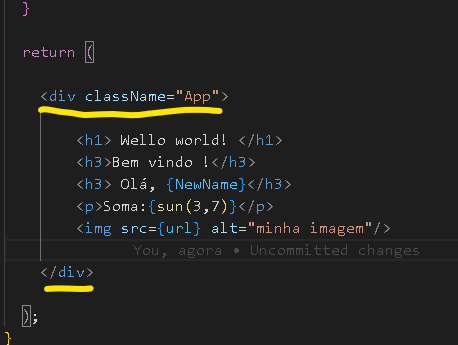 }
return (
<div className="App">
<h1> Wello world! </h1>
<h3>Bem vindo !</h3>
<h3> Olá, {NewName}</h3>
<p>Soma:{sun(3,7)}</p>
<img src={url} alt="minha imagem"/>
You, agora • Uncommitted changes
</div>
);
}